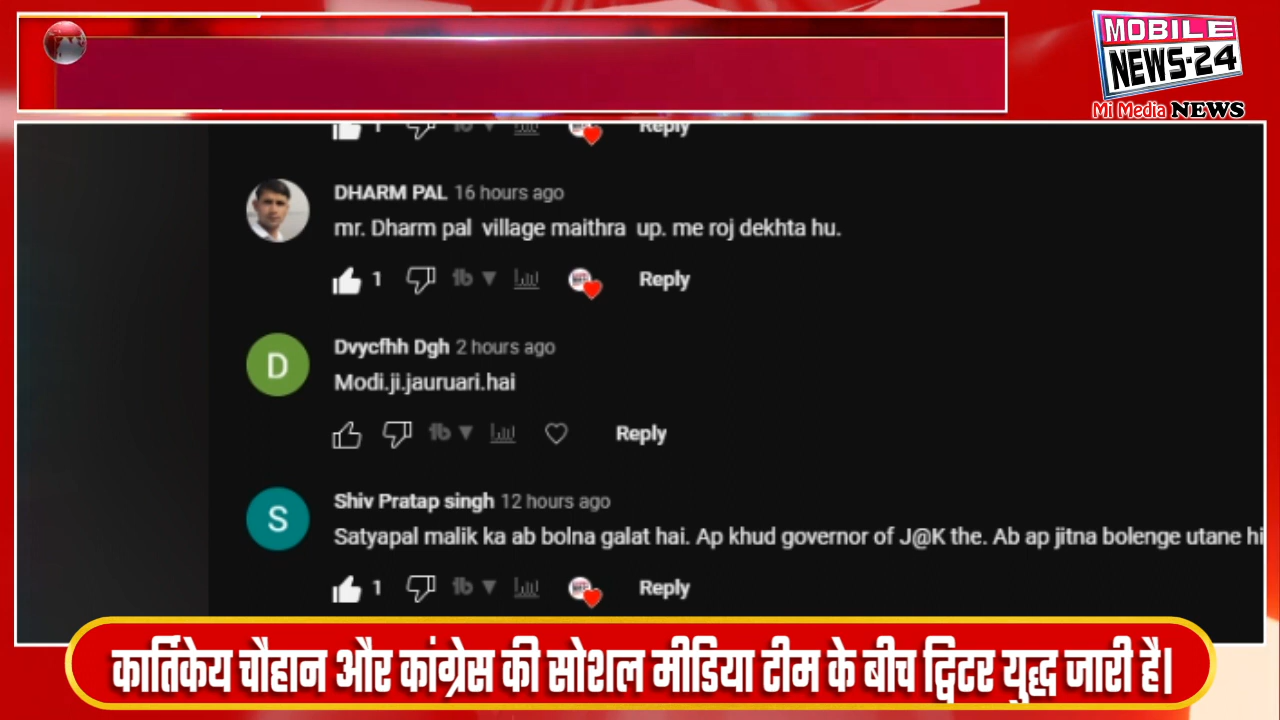 MOBILE
NEWS-24
Mi Media NEWS
1 Reply
DHARM PAL 16 hours ago
mr. Dharm pal village maithra up. me roj dekhta hu.
1 Reply
D
Dvycfhh Dgh 2 hours ago
Modi.ji.jauruari.hai
Reply
S
Shiv Pratap singh 12 hours ago
Satyapal malik ka ab bolna galat hai. Ap khud governor of J@K the. Ab ap jitna bolenge utane hi
1 Reply
कार्तिकेय चौहान और कांग्रेस की सोशल मीडिया टीम के बीच ट्विटर युद्ध जारी है।